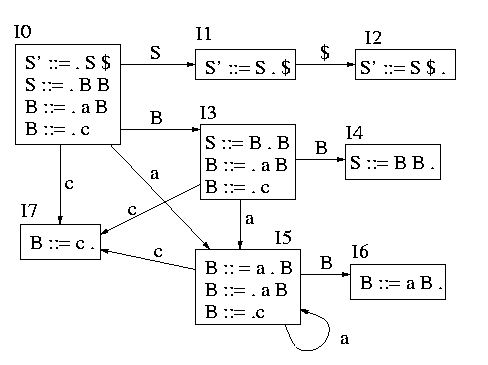 I0
S' ::= . S $
S ::= . B B
B ::= . a B
B ::= . c
S
I1
S' ::= S . $
$
I2
S' ::= S $ .
B
I3
S ::= B . B
B ::= . a B
B ::= . c
B
I4
S ::= B B .
c
a
c
a
I7
B ::= c .
c
I5
B :: = a . B
B ::= . a B
B ::= .c
B
I6
B ::= a B .
a